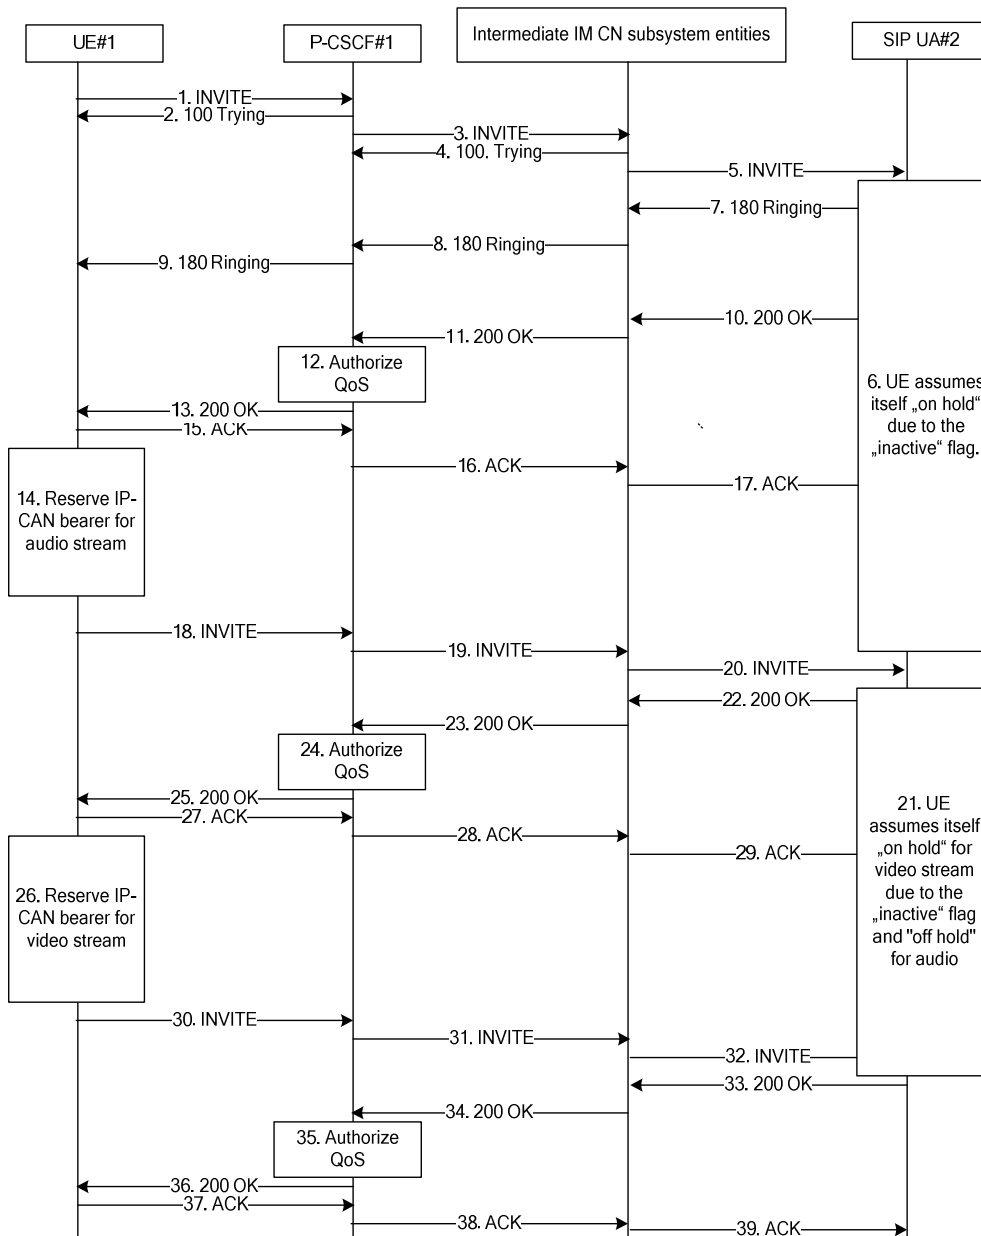 UE#1
P-CSCF#1
Intermediate IM CN subsystem entities
SIP UA#2
1. INVITE
2. 100 Trying
3. INVITE
4. 100. Trying
5. INVITE
7. 180 Ringing
8. 180 Ringing
9. 180 Ringing
10. 200 OK
11. 200 OK
12. Authorize
QoS
6. UE assumes
itself „on hold“
due to the
„inactive“ flag.
13. 200 OK
15. ACK
16. ACK
17. ACK
14. Reserve IP-
CAN bearer for
audio stream
18. INVITE
19. INVITE
20. INVITE
22. 200 OK
23. 200 OK
24. Authorize
QoS
25. 200 OK
27. ACK
28. ACK
29. ACK
21. UE
assumes itself
„on hold“ for
video stream
due to the
„inactive“ flag
and "off hold"
for audio
26. Reserve IP-
CAN bearer for
video stream
30. INVITE
31. INVITE
32. INVITE
33. 200 OK
34. 200 OK
35. Authorize
QoS
36. 200 OK
37. ACK
38. ACK
39. ACK